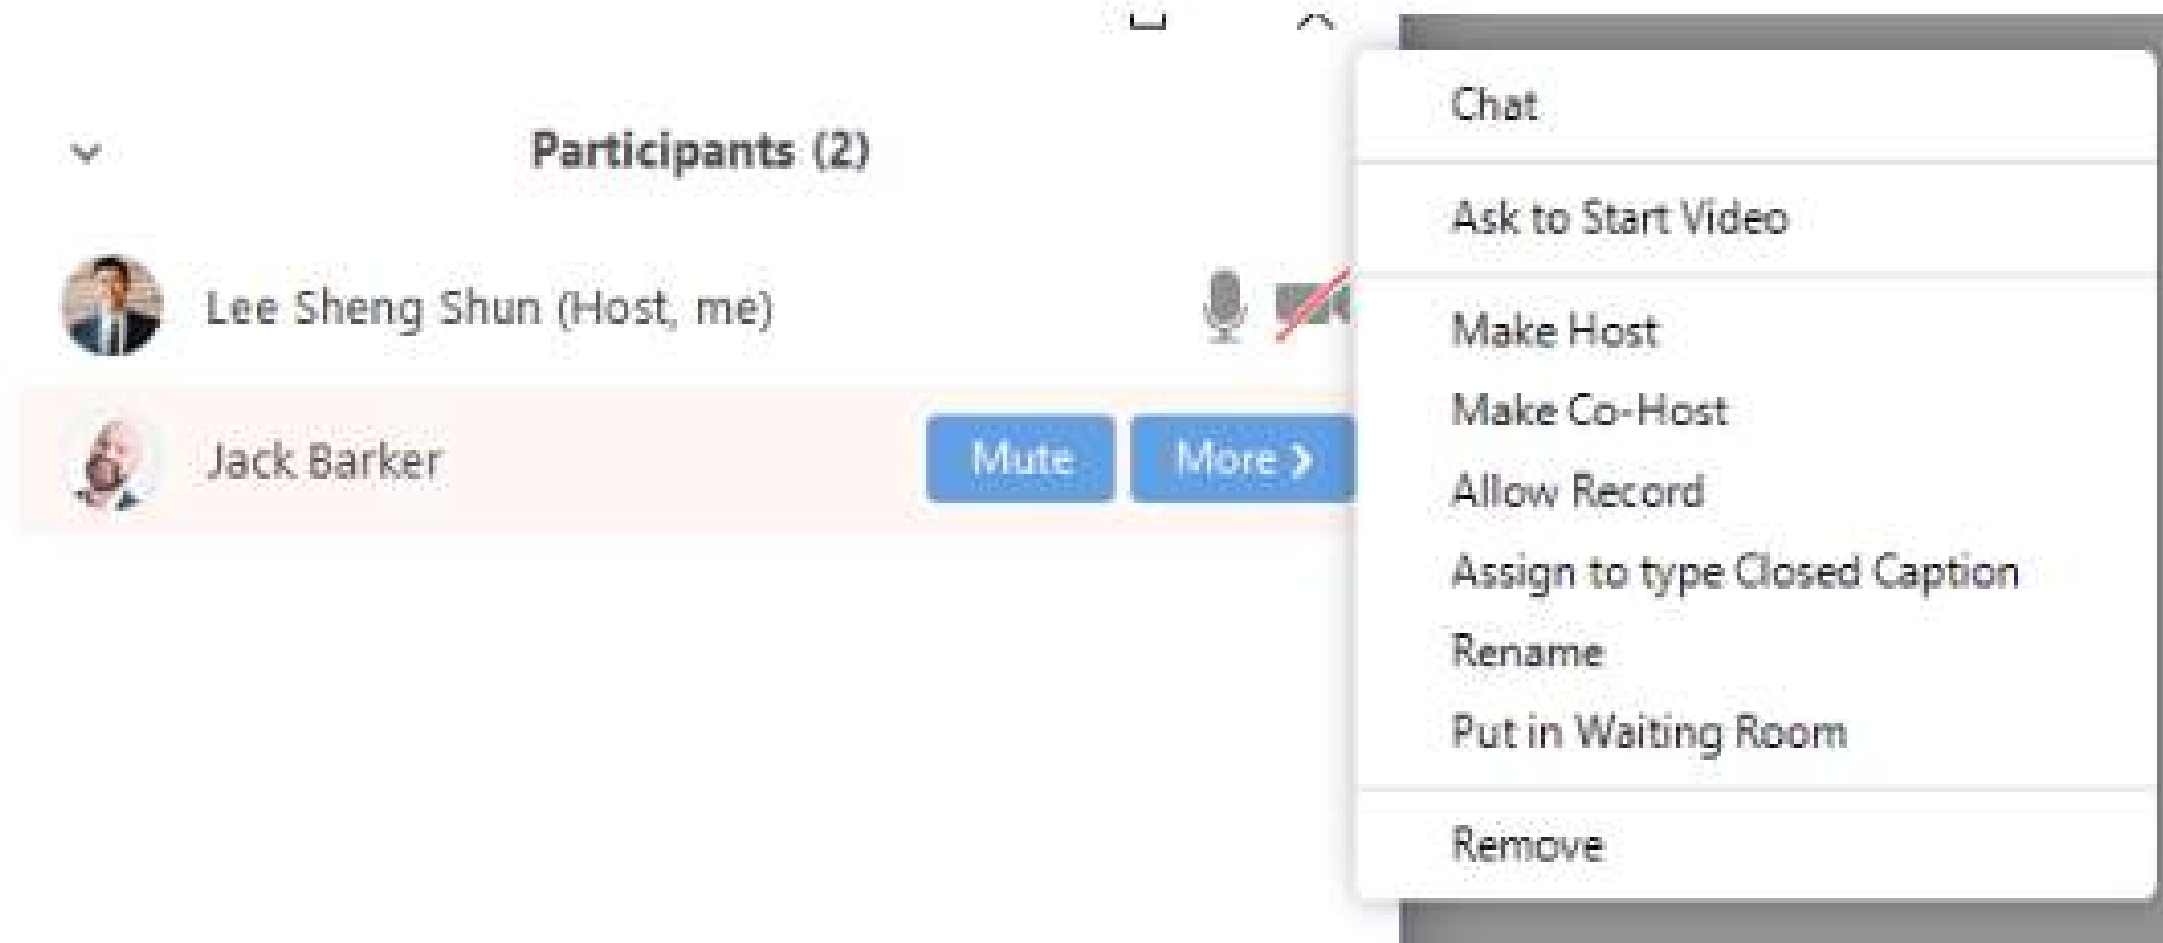 Participants (2)
Lee Sheng Shun (Host, me)
Jack Barker
Mute
More
Chat
Ask to Start Video
Make Host
Make Co-Host
Allow Record
Assign to type Closed Caption
Rename
Put in Waiting Room
Remove